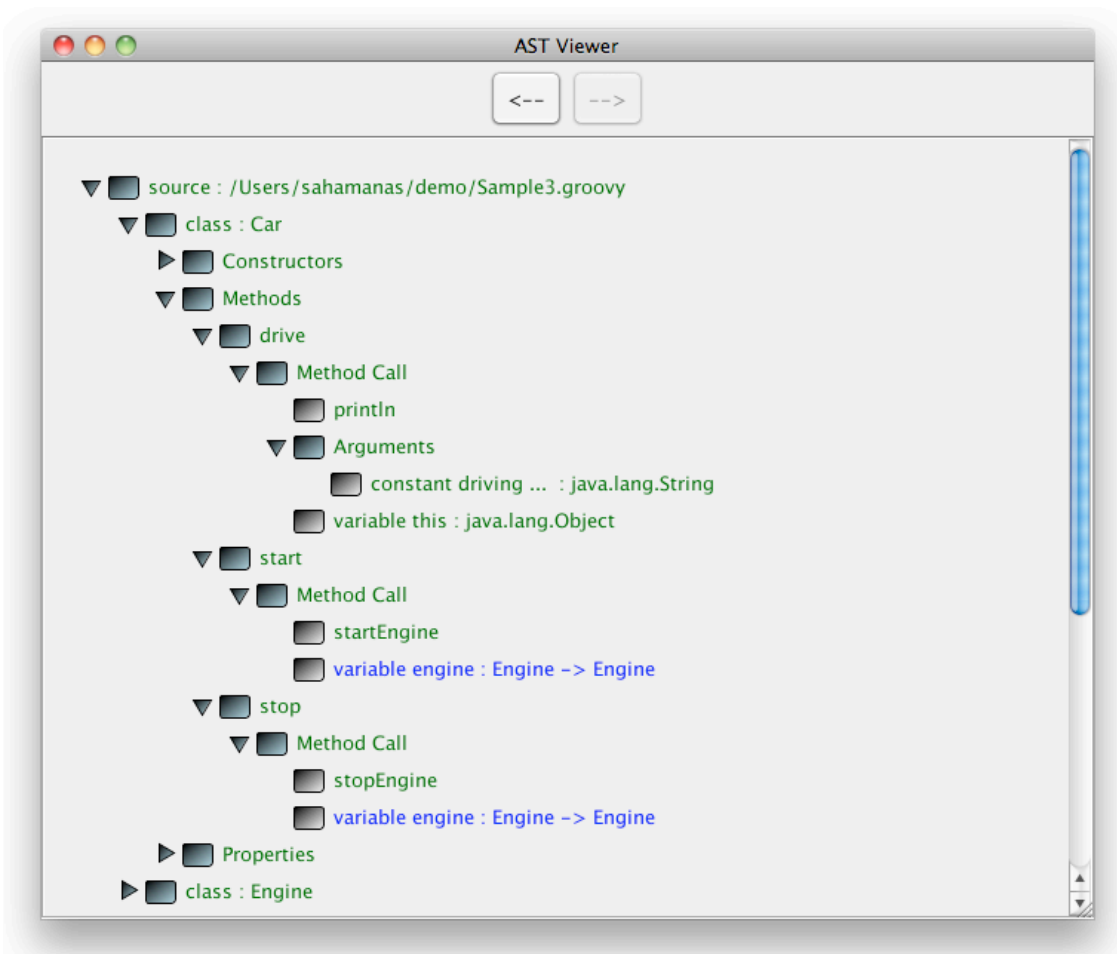 AST Viewer
<-- -->
source : /Users/sahamanas/demo/Sample3.groovy
class : Car
Constructors
Methods
drive
Method Call
println
Arguments
constant driving ... : java.lang.String
variable this : java.lang.Object
start
Method Call
startEngine
variable engine : Engine -> Engine
stop
Method Call
stopEngine
variable engine : Engine -> Engine
Properties
class : Engine